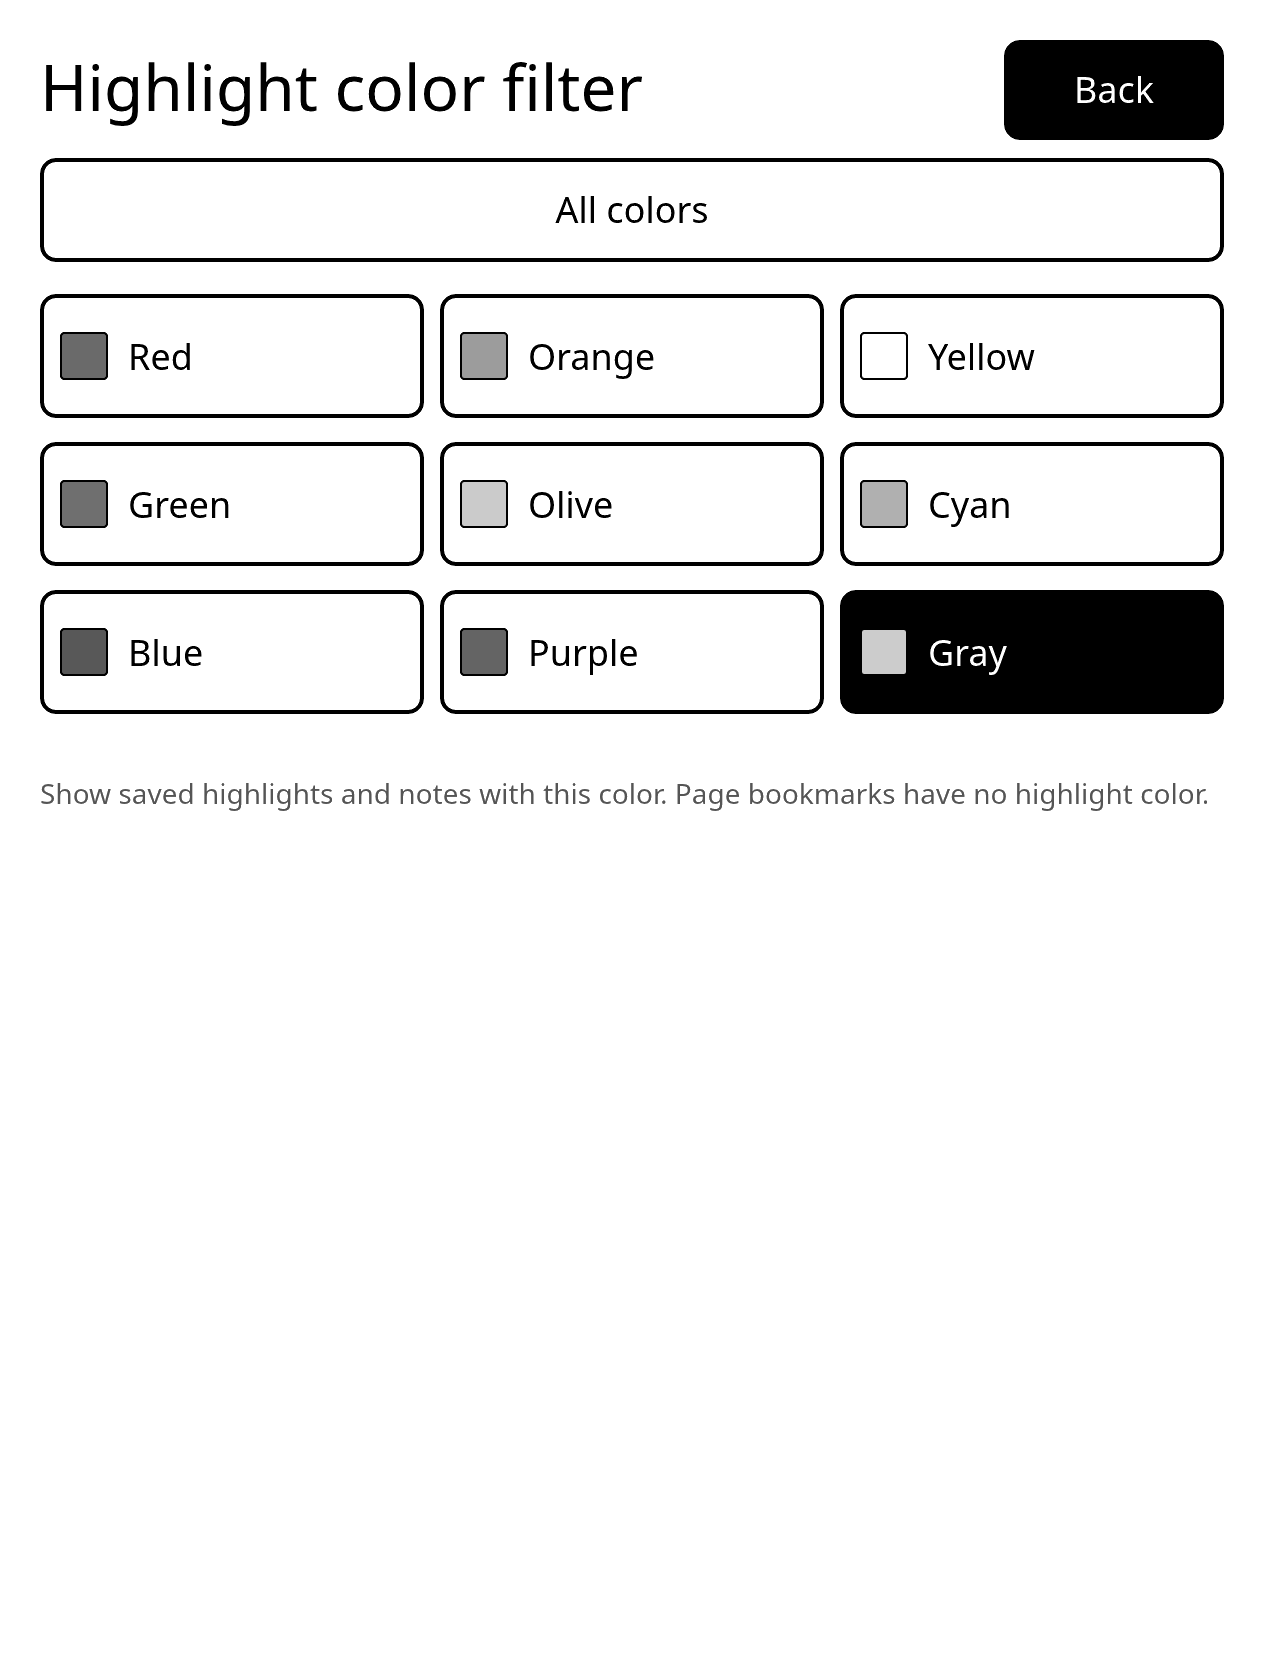 Highlight color filter
Back
All colors
Red
Orange
Yellow
Green
Olive
Cyan
Blue
Purple
Gray
Show saved highlights and notes with this color. Page bookmarks have no highlight color.